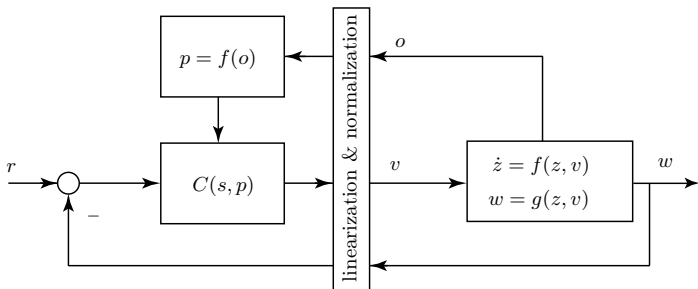 p = f(o)
linearization & normalization
o
r
C(s, p)
v
ż = f(z, v)
w = g(z, v)
w
−